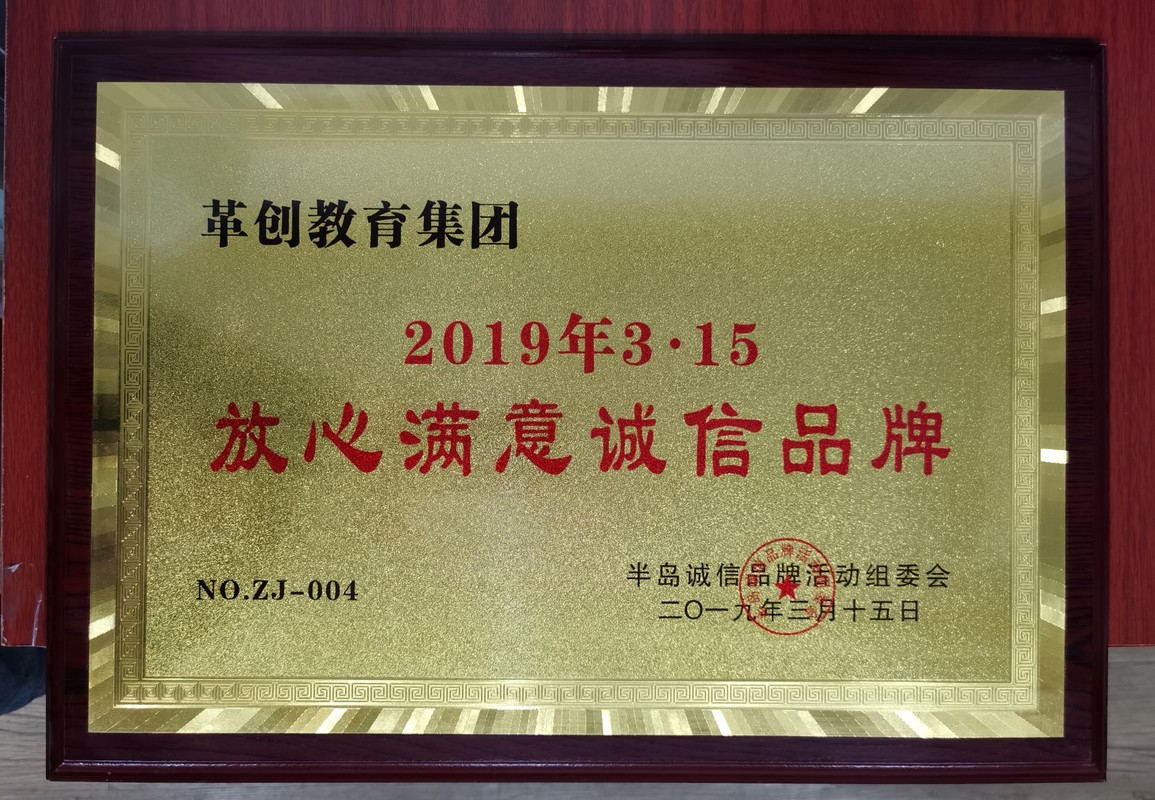 革创教育集团
2019年3·15
放心满意诚信品牌
NO.ZJ-004
半岛诚信品牌活动组委会
二〇一九年三月十五日